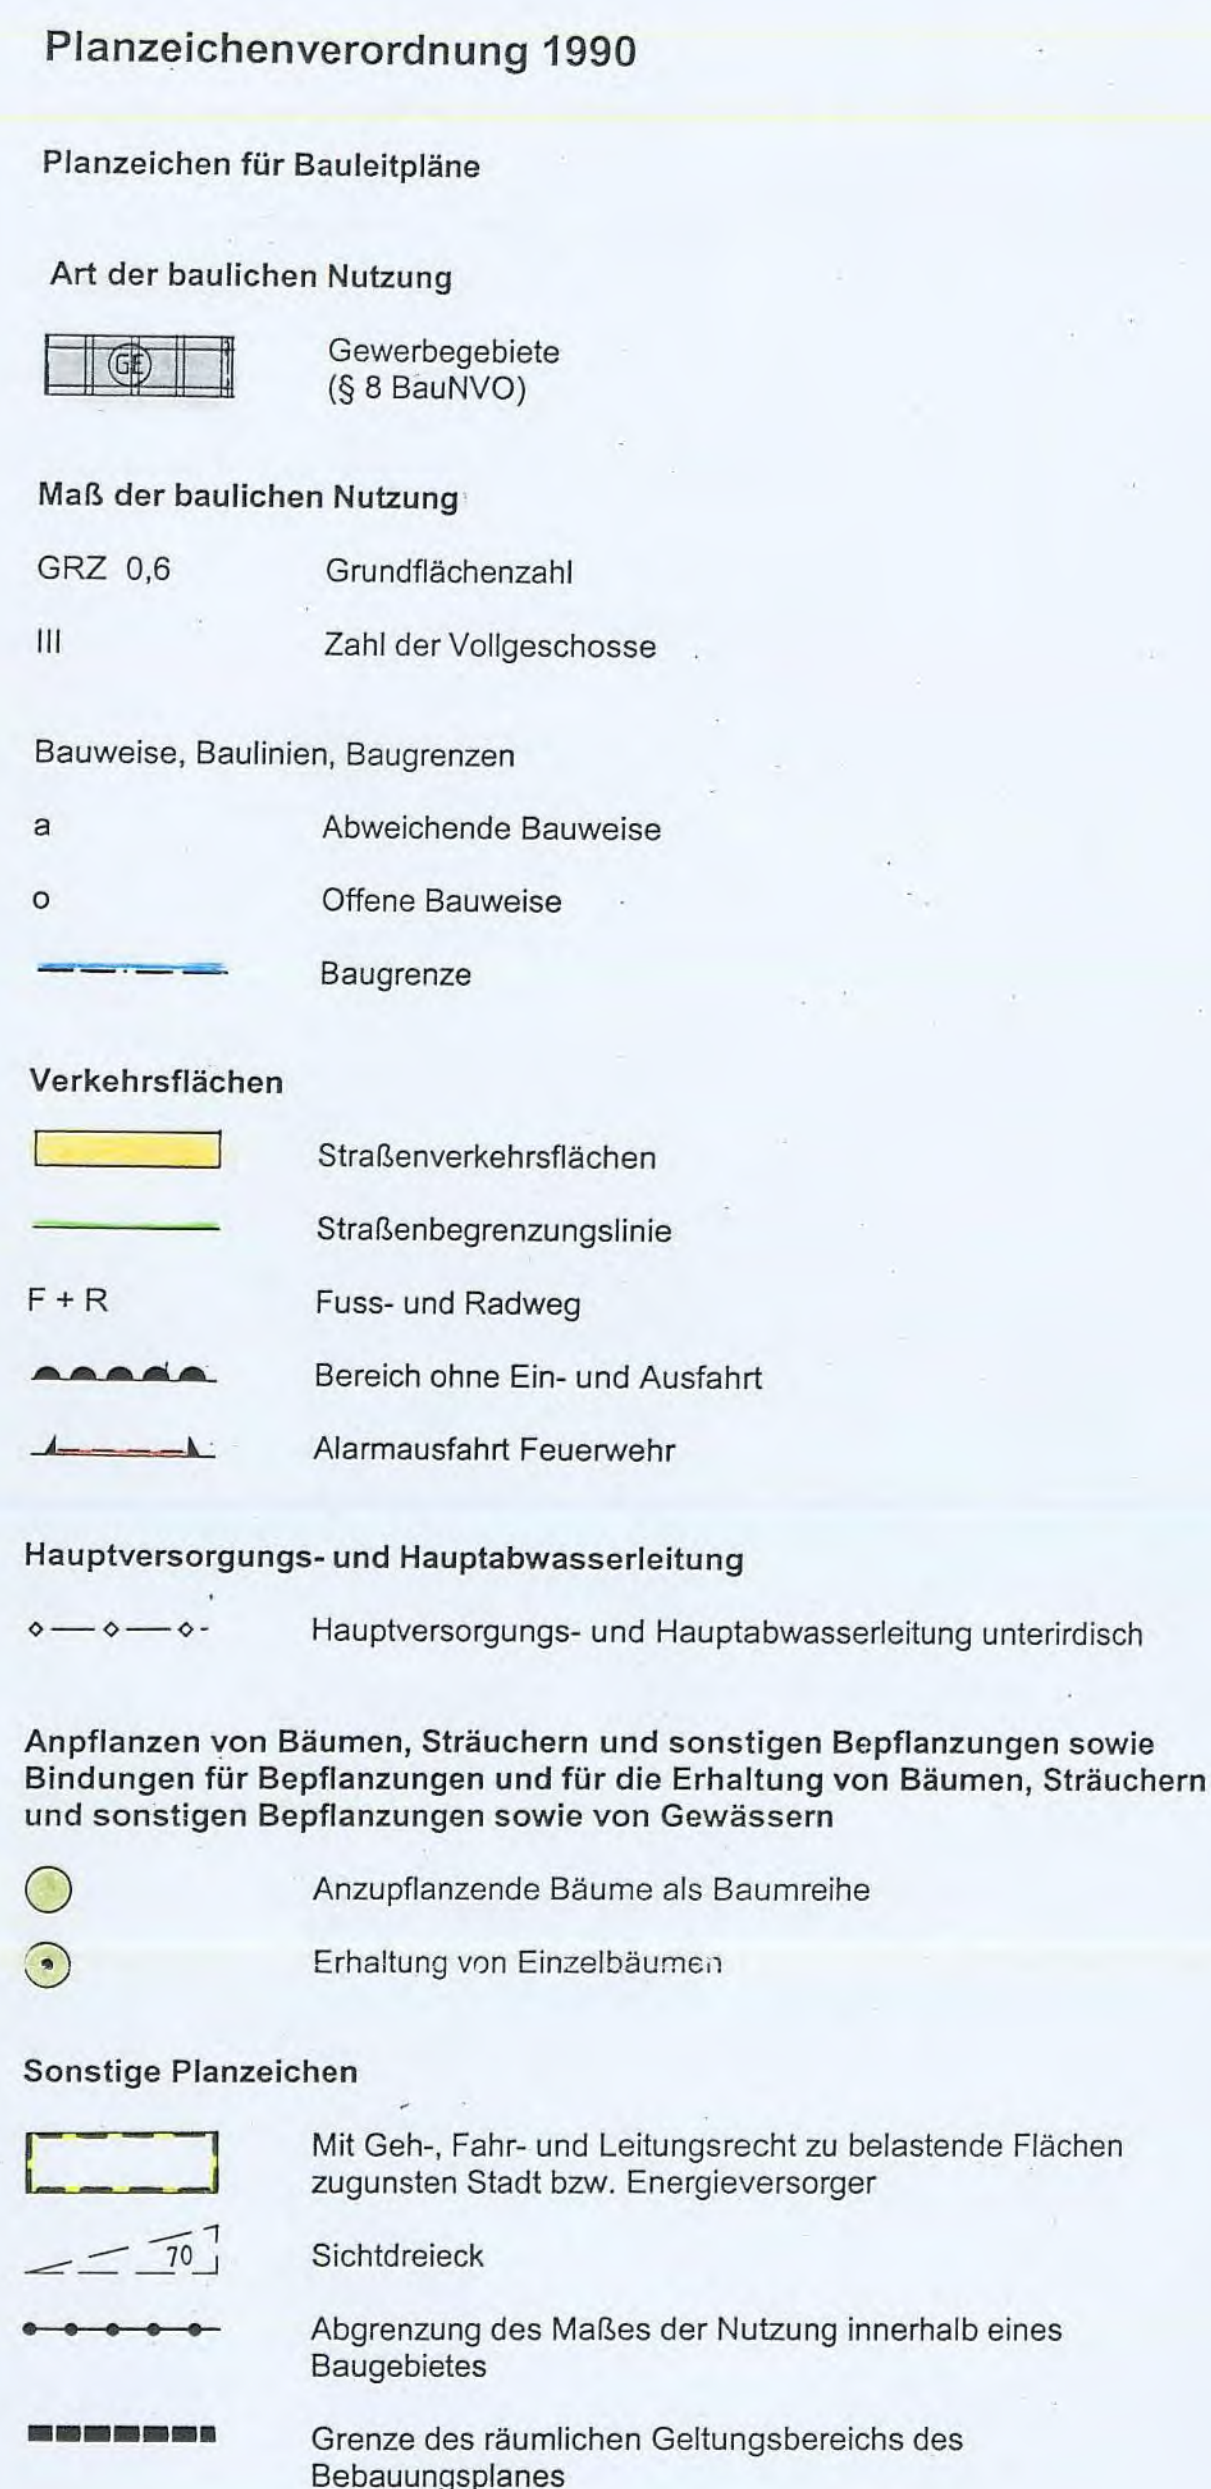 Planzeichenverordnung 1990
Planzeichen für Bauleitpläne
Art der baulichen Nutzung
GE Gewerbegebiete
(§ 8 BauNVO)
Maß der baulichen Nutzung
GRZ 0,6 Grundflächenzahl
III Zahl der Vollgeschosse
Bauweise, Baulinien, Baugrenzen
a Abweichende Bauweise
o Offene Bauweise
Baugrenze
Verkehrsflächen
Straßenverkehrsflächen
Straßenbegrenzungslinie
F + R Fuss- und Radweg
Bereich ohne Ein- und Ausfahrt
Alarmausfahrt Feuerwehr
Hauptversorgungs- und Hauptabwasserleitung
Hauptversorgungs- und Hauptabwasserleitung unterirdisch
Anpflanzen von Bäumen, Sträuchern und sonstigen Bepflanzungen sowie
Bindungen für Bepflanzungen und für die Erhaltung von Bäumen, Sträuchern
und sonstigen Bepflanzungen sowie von Gewässern
Anzupflanzende Bäume als Baumreihe
Erhaltung von Einzelbäumen
Sonstige Planzeichen
Mit Geh-, Fahr- und Leitungsrecht zu belastende Flächen
zugunsten Stadt bzw. Energieversorger
70 Sichtdreieck
Abgrenzung des Maßes der Nutzung innerhalb eines
Baugebietes
Grenze des räumlichen Geltungsbereichs des
Bebauungsplanes